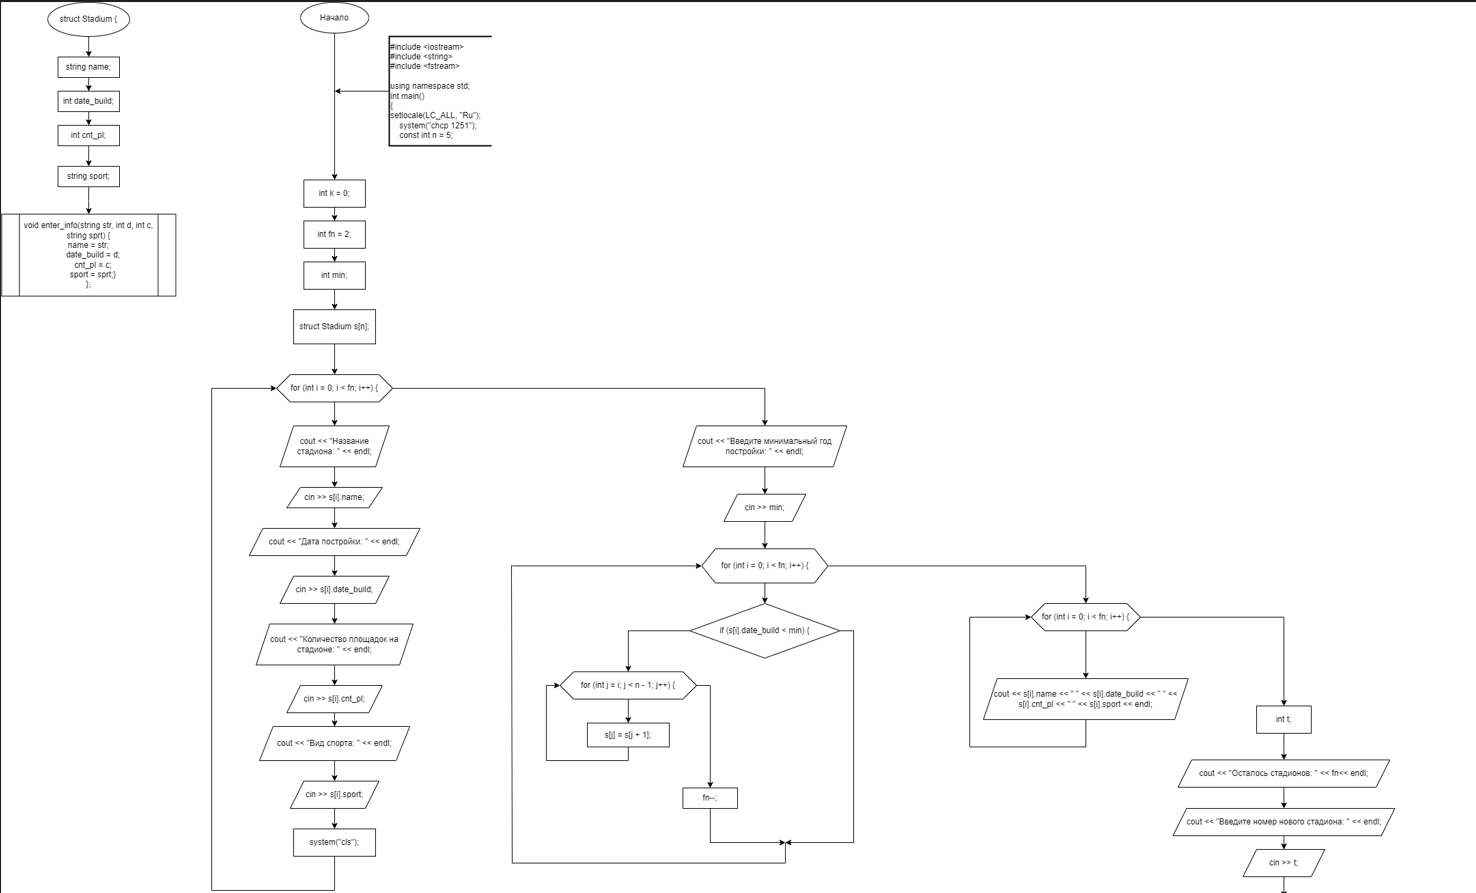 struct Stadium {
string name;
int date_build;
int cnt_pl;
string sport;
void enter_info(string str, int d, int c,
string sprt) {
name = str;
date_build = d;
cnt_pl = c;
sport = sprt;}
};
Начало
#include <iostream>
#include <string>
#include <fstream>
using namespace std;
int main()
{
setlocale(LC_ALL, "Ru");
system("chcp 1251");
const int n = 5;
int k = 0;
int fn = 2;
int min;
struct Stadium s[n];
for (int i = 0; i < fn; i++) {
cout << "Название
стадиона: " << endl;
cin >> s[i].name;
cout << "Дата постройки: " << endl;
cin >> s[i].date_build;
cout << "Количество площадок на
стадионе: " << endl;
cin >> s[i].cnt_pl;
cout << "Вид спорта: " << endl;
cin >> s[i].sport;
system("cls");
cout << "Введите минимальный год
постройки: " << endl;
cin >> min;
for (int i = 0; i < fn; i++) {
if (s[i].date_build < min) {
for (int j = i; j < n - 1; j++) {
s[j] = s[j + 1];
fn--;
for (int i = 0; i < fn; i++) {
cout << s[i].name << " " << s[i].date_build << " " <<
s[i].cnt_pl << " " << s[i].sport << endl;
int t;
cout << "Осталось стадионов: " << fn<< endl;
cout << "Введите номер нового стадиона: " << endl;
cin >> t;